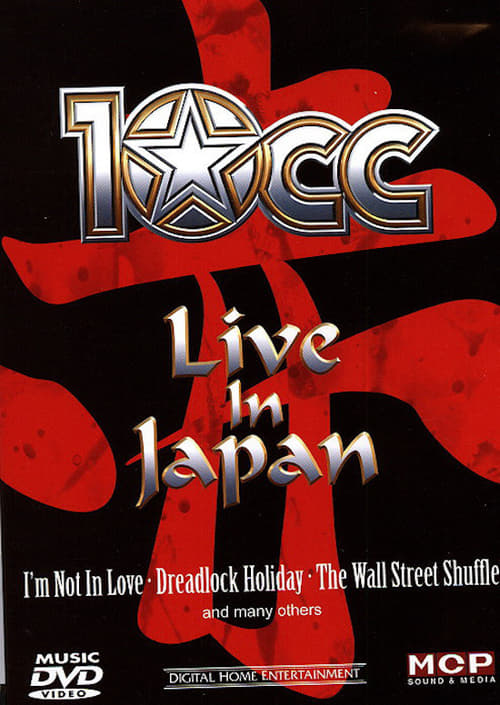 10cc
Live
In
Japan
I'm Not In Love · Dreadlock Holiday · The Wall Street Shuffle
and many others
MUSIC
DVD
VIDEO
DIGITAL HOME ENTERTAINMENT
MCP
SOUND & MEDIA